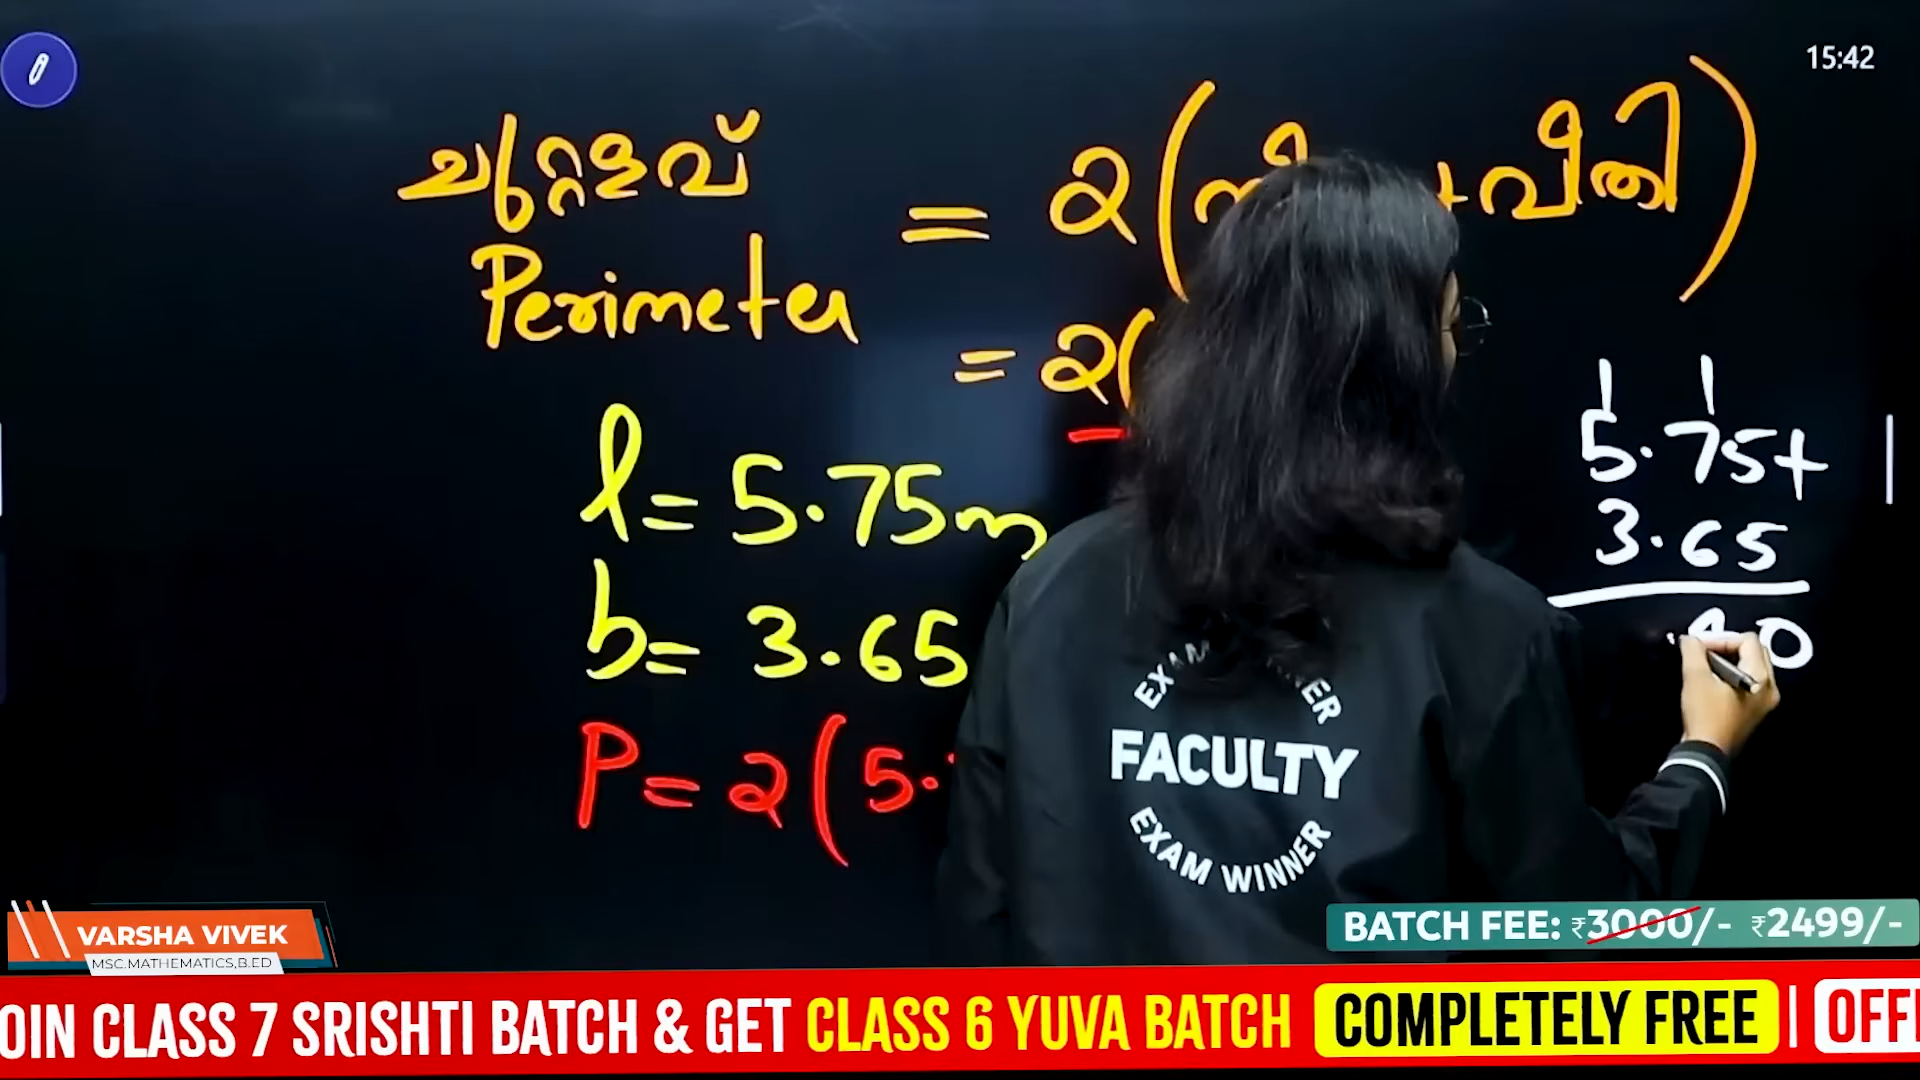 15:42
ചുറ്റളവ് = 2( +വീതി)
Perimeter
= 2(
l = 5.75m
b = 3.65
P = 2(5.
1 1
5.75+
3.65
.40
EXAM WINNER
FACULTY
EXAM WINNER
VARSHA VIVEK
MSC.MATHEMATICS,B.ED
BATCH FEE: ₹3000/- ₹2499/-
OIN CLASS 7 SRISHTI BATCH & GET CLASS 6 YUVA BATCH COMPLETELY FREE | OFF